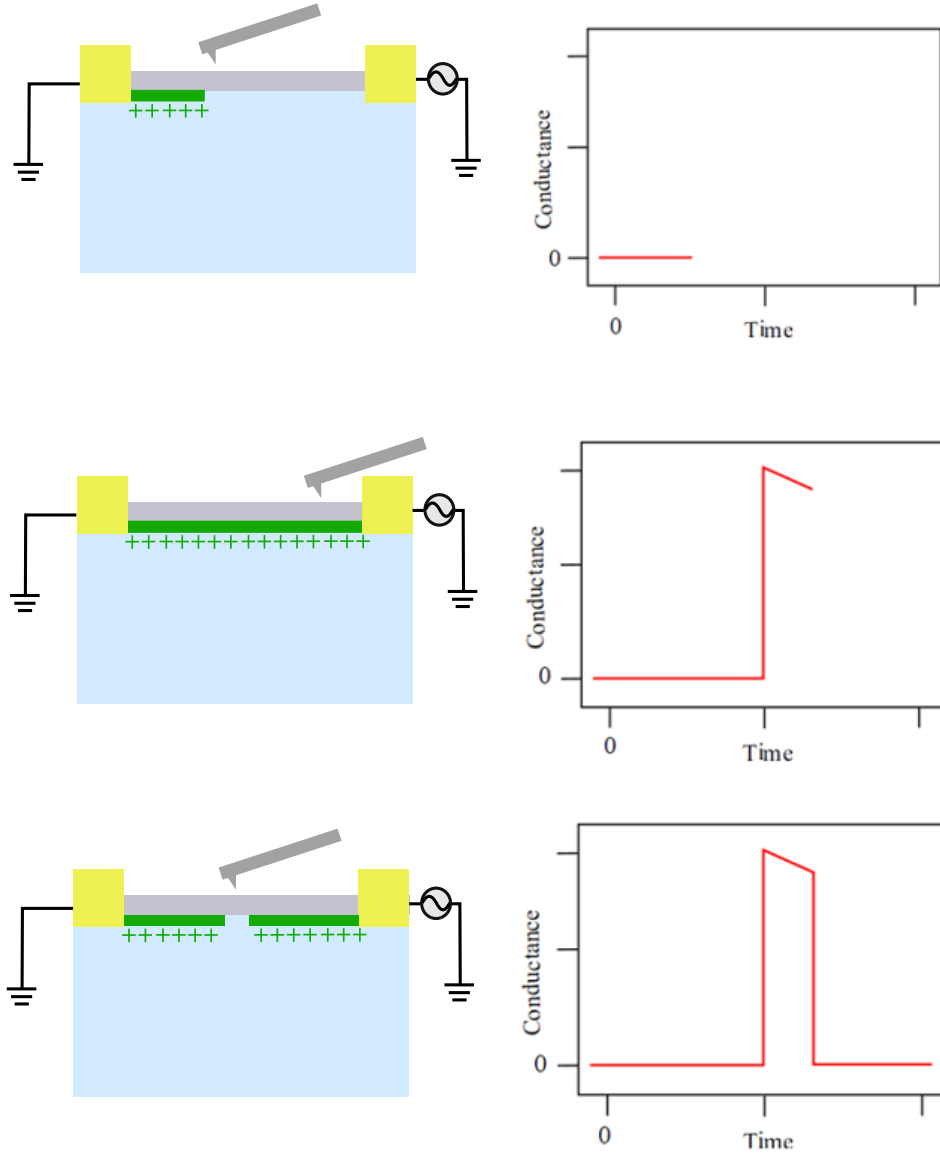 Conductance
0
0
Time
+ + + + +
Conductance
0
0
Time
+ + + + + + + + + + + + + + +
Conductance
0
0
Time
+ + + + + + + + + + + + +